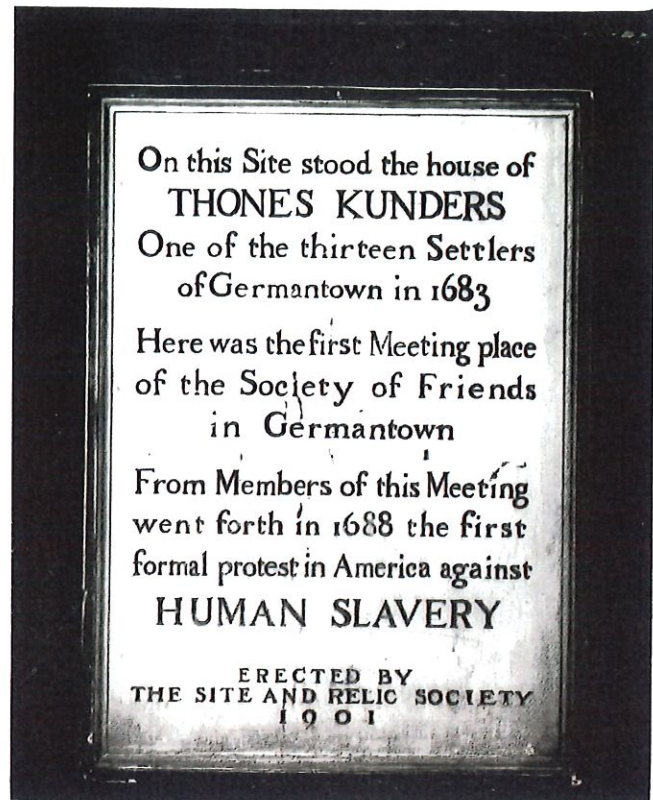 On this Site stood the house of
THONES KUNDERS
One of the thirteen Settlers
of Germantown in 1683
Here was the first Meeting place
of the Society of Friends
in Germantown
From Members of this Meeting
went forth in 1688 the first
formal protest in America against
HUMAN SLAVERY
ERECTED BY
THE SITE AND RELIC SOCIETY
1901